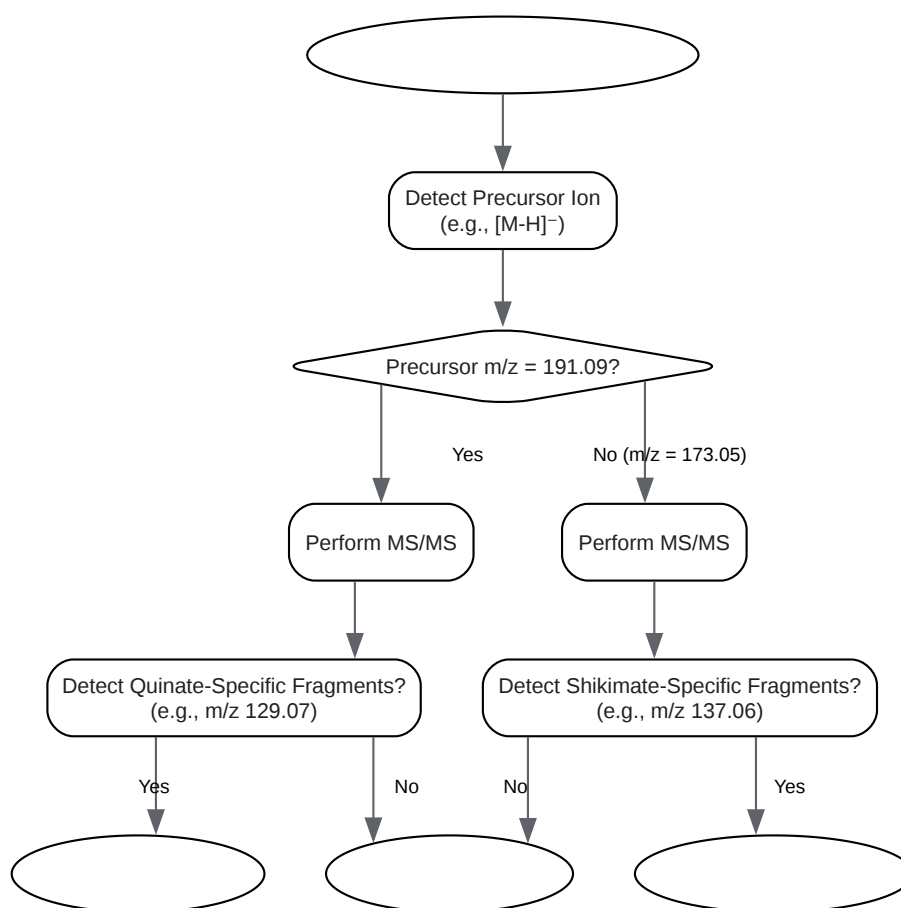 Detect Precursor Ion
(e.g., [M-H]⁻)
Precursor m/z = 191.09?
Yes
No (m/z = 173.05)
Perform MS/MS
Perform MS/MS
Detect Quinate-Specific Fragments?
(e.g., m/z 129.07)
Detect Shikimate-Specific Fragments?
(e.g., m/z 137.06)
Yes
No
No
Yes